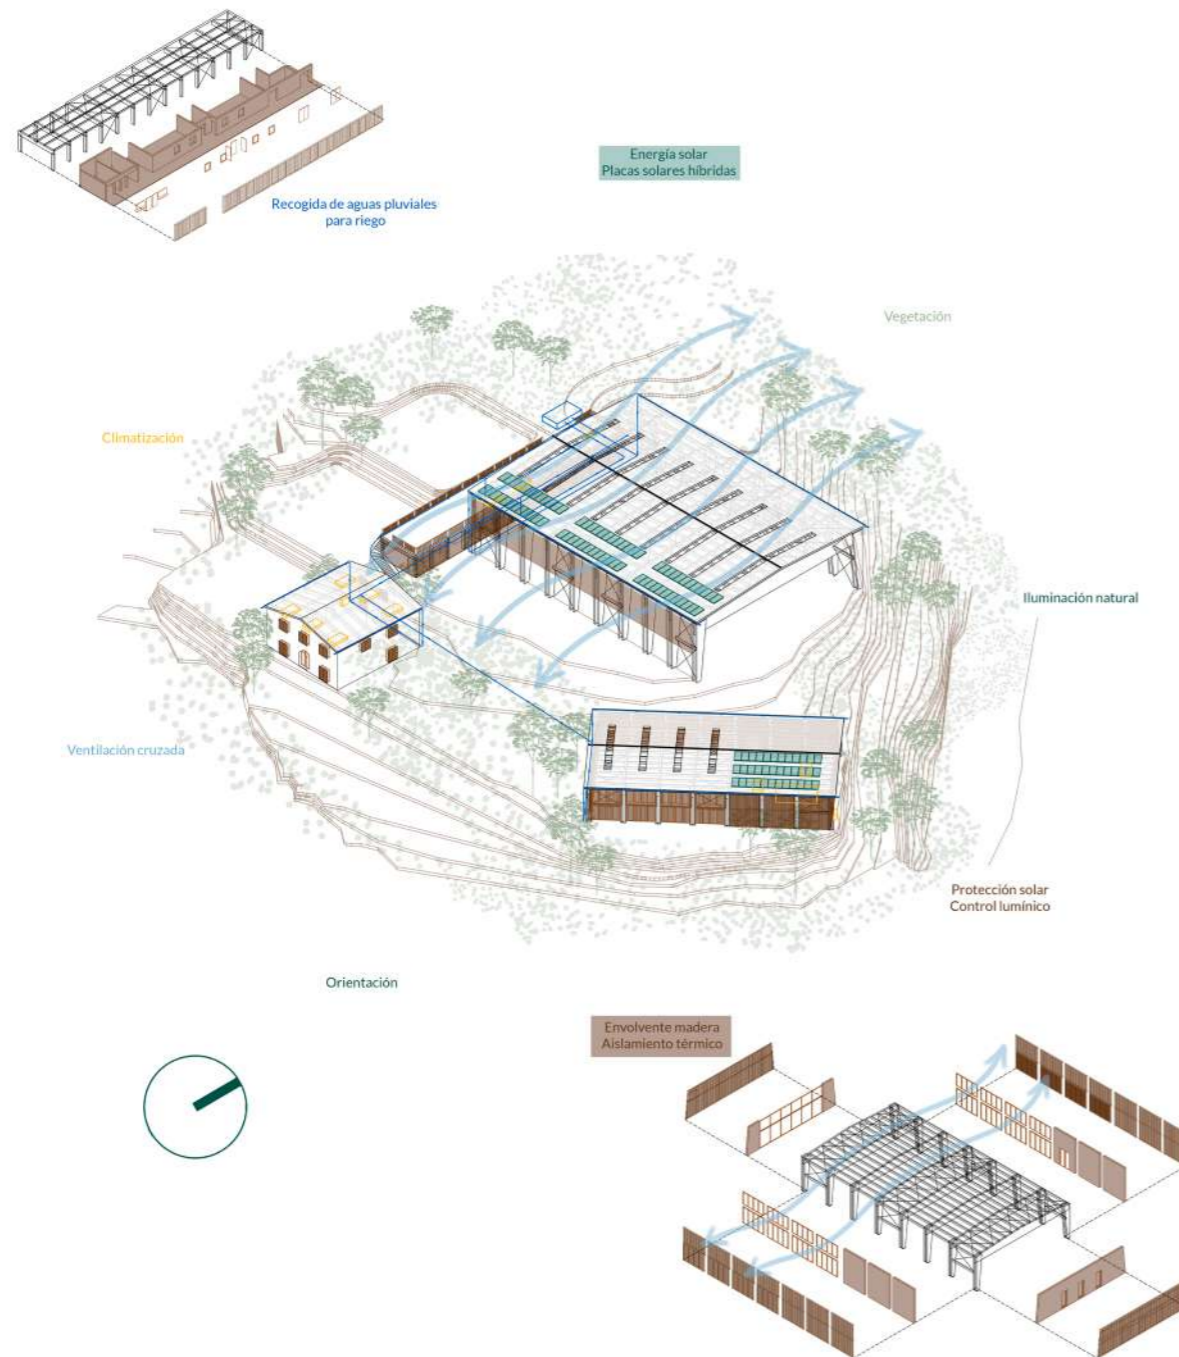 Energía solar
Placas solares híbridas
Recogida de aguas pluviales
para riego
Vegetación
Climatización
Iluminación natural
Ventilación cruzada
Protección solar
Control lumínico
Orientación
Envolvente madera
Aislamiento térmico